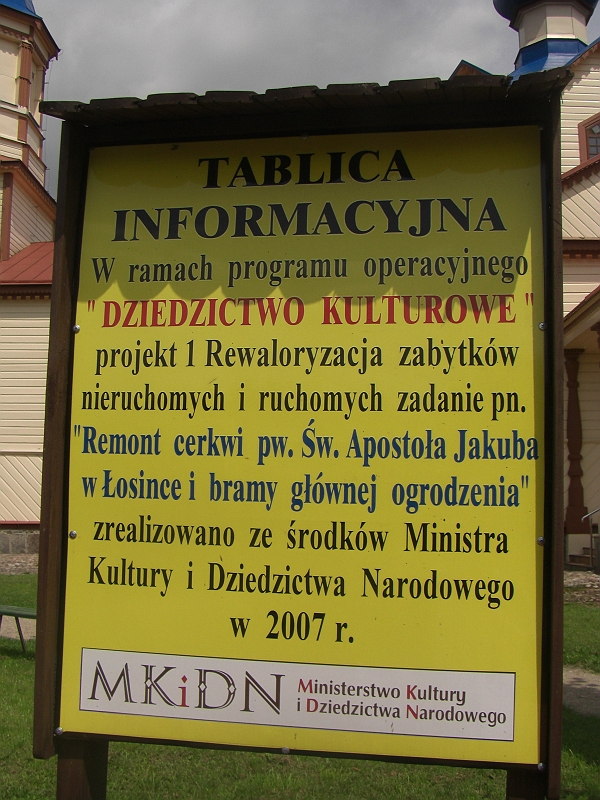 TABLICA
INFORMACYJNA
W ramach programu operacyjnego
"DZIEDZICTWO KULTUROWE"
projekt 1 Rewaloryzacja zabytków
nieruchomych i ruchomych zadanie pn.
"Remont cerkwi pw. Św. Apostoła Jakuba
w Łosince i bramy głównej ogrodzenia"
zrealizowano ze środków Ministra
Kultury i Dziedzictwa Narodowego
w 2007 r.
MKiDN Ministerstwo Kultury
i Dziedzictwa Narodowego